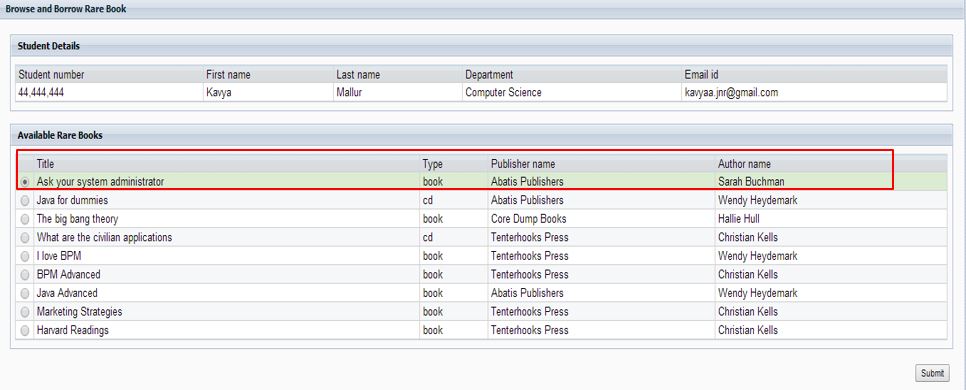 Browse and Borrow Rare Book
Student Details
Student number First name Last name Department Email id
44,444,444 Kavya Mallur Computer Science kavyaa.jnr@gmail.com
Available Rare Books
Title Type Publisher name Author name
Ask your system administrator book Abatis Publishers Sarah Buchman
Java for dummies cd Abatis Publishers Wendy Heydemark
The big bang theory book Core Dump Books Hallie Hull
What are the civilian applications cd Tenterhooks Press Christian Kells
I love BPM book Tenterhooks Press Wendy Heydemark
BPM Advanced book Tenterhooks Press Christian Kells
Java Advanced book Abatis Publishers Wendy Heydemark
Marketing Strategies book Tenterhooks Press Christian Kells
Harvard Readings book Tenterhooks Press Christian Kells
Submit